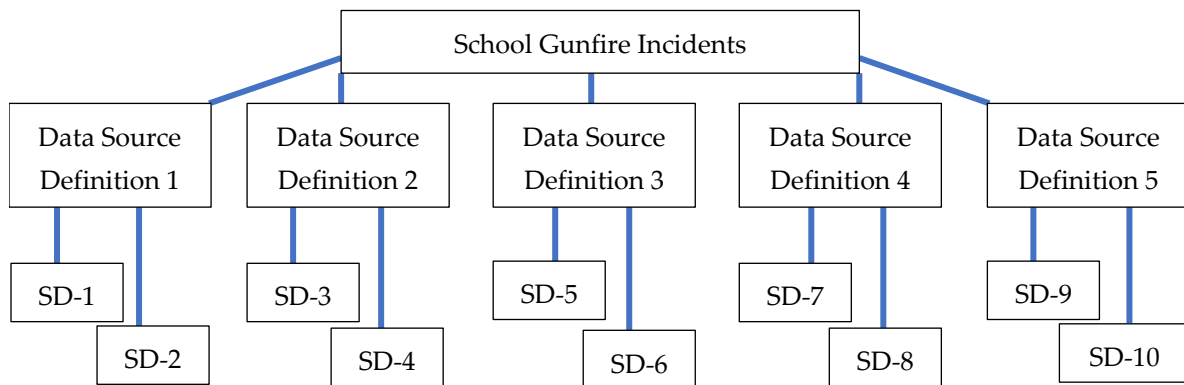 School Gunfire Incidents
Data Source
Definition 1
Data Source
Definition 2
Data Source
Definition 3
Data Source
Definition 4
Data Source
Definition 5
SD-1
SD-2
SD-3
SD-4
SD-5
SD-6
SD-7
SD-8
SD-9
SD-10